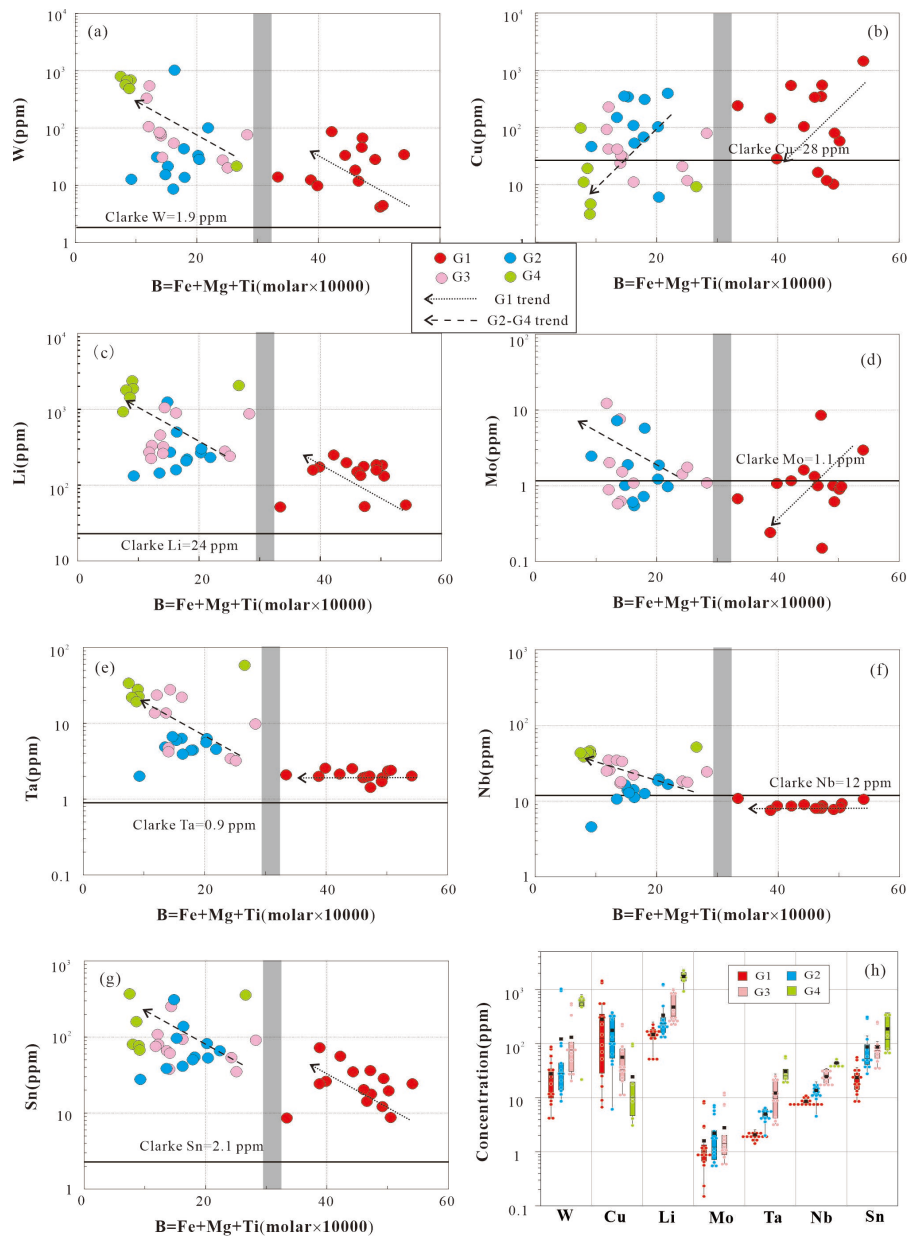 (a)
10³
10²
10
1
W(ppm)
Clarke W=1.9 ppm
0
20
40
60
B=Fe+Mg+Ti(molar×10000)
(b)
10⁴
10³
10²
10
1
Cu(ppm)
Clarke Cu=28 ppm
0
20
40
60
B=Fe+Mg+Ti(molar×10000)
G1
G2
G3
G4
G1 trend
G2-G4 trend
(c)
10⁴
10³
10²
10
Li(ppm)
Clarke Li=24 ppm
0
20
40
60
B=Fe+Mg+Ti(molar×10000)
(d)
10²
10
1
0.1
Mo(ppm)
Clarke Mo=1.1 ppm
0
20
40
60
B=Fe+Mg+Ti(molar×10000)
(e)
10²
10
1
0.1
Ta(ppm)
Clarke Ta=0.9 ppm
0
20
40
60
B=Fe+Mg+Ti(molar×10000)
(f)
10³
10²
10
1
Nb(ppm)
Clarke Nb=12 ppm
0
20
40
60
B=Fe+Mg+Ti(molar×10000)
(g)
10³
10²
10
1
Sn(ppm)
Clarke Sn=2.1 ppm
0
20
40
60
B=Fe+Mg+Ti(molar×10000)
(h)
G1
G2
G3
G4
10⁴
10³
10²
10
1
0.1
Concentration(ppm)
W
Cu
Li
Mo
Ta
Nb
Sn